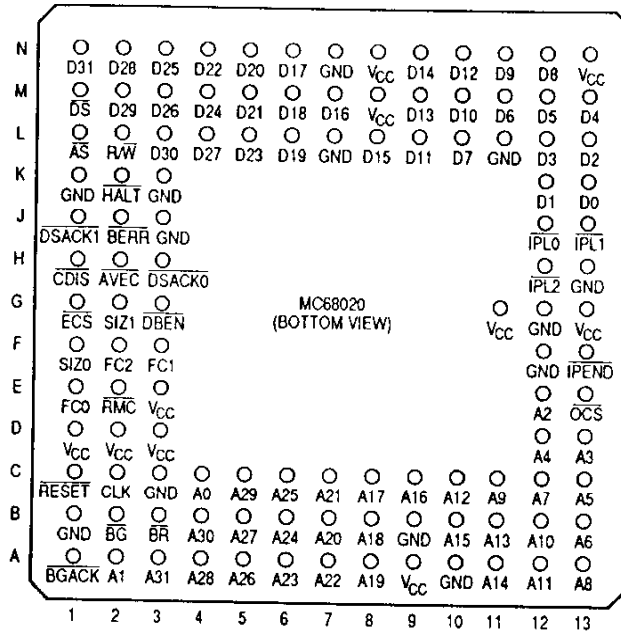 N
D31 D28 D25 D22 D20 D17 GND VCC D14 D12 D9 D8 VCC
M
DS D29 D26 D24 D21 D18 D16 VCC D13 D10 D6 D5 D4
L
AS R/W D30 D27 D23 D19 GND D15 D11 D7 GND D3 D2
K
GND HALT GND D1 D0
J
DSACK1 BERR GND IPL0 IPL1
H
CDIS AVEC DSACK0 IPL2 GND
G
ECS SIZ1 DBEN VCC GND VCC
MC68020
(BOTTOM VIEW)
F
SIZ0 FC2 FC1 GND IPEND
E
FC0 RMC VCC A2 OCS
D
VCC VCC VCC A4 A3
C
RESET CLK GND A0 A29 A25 A21 A17 A16 A12 A9 A7 A5
B
GND BG BR A30 A27 A24 A20 A18 GND A15 A13 A10 A6
A
BGACK A1 A31 A28 A26 A23 A22 A19 VCC GND A14 A11 A8
1 2 3 4 5 6 7 8 9 10 11 12 13